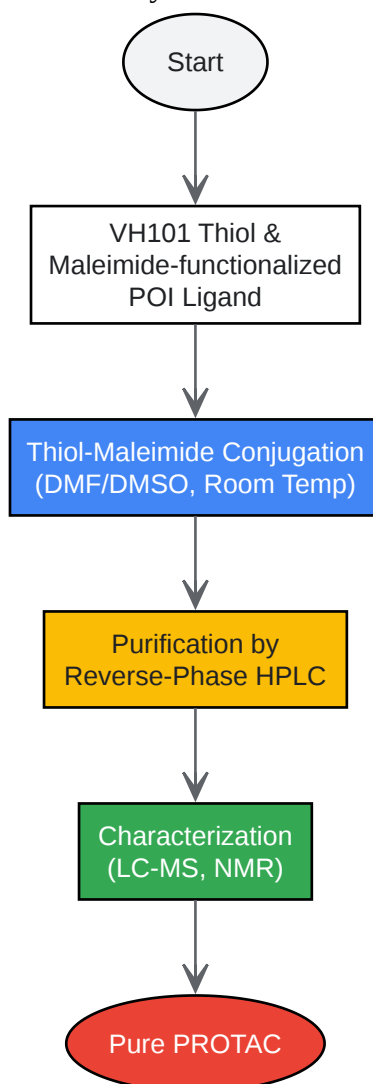 Start
VH101 Thiol &
Maleimide-functionalized
POI Ligand
Thiol-Maleimide Conjugation
(DMF/DMSO, Room Temp)
Purification by
Reverse-Phase HPLC
Characterization
(LC-MS, NMR)
Pure PROTAC